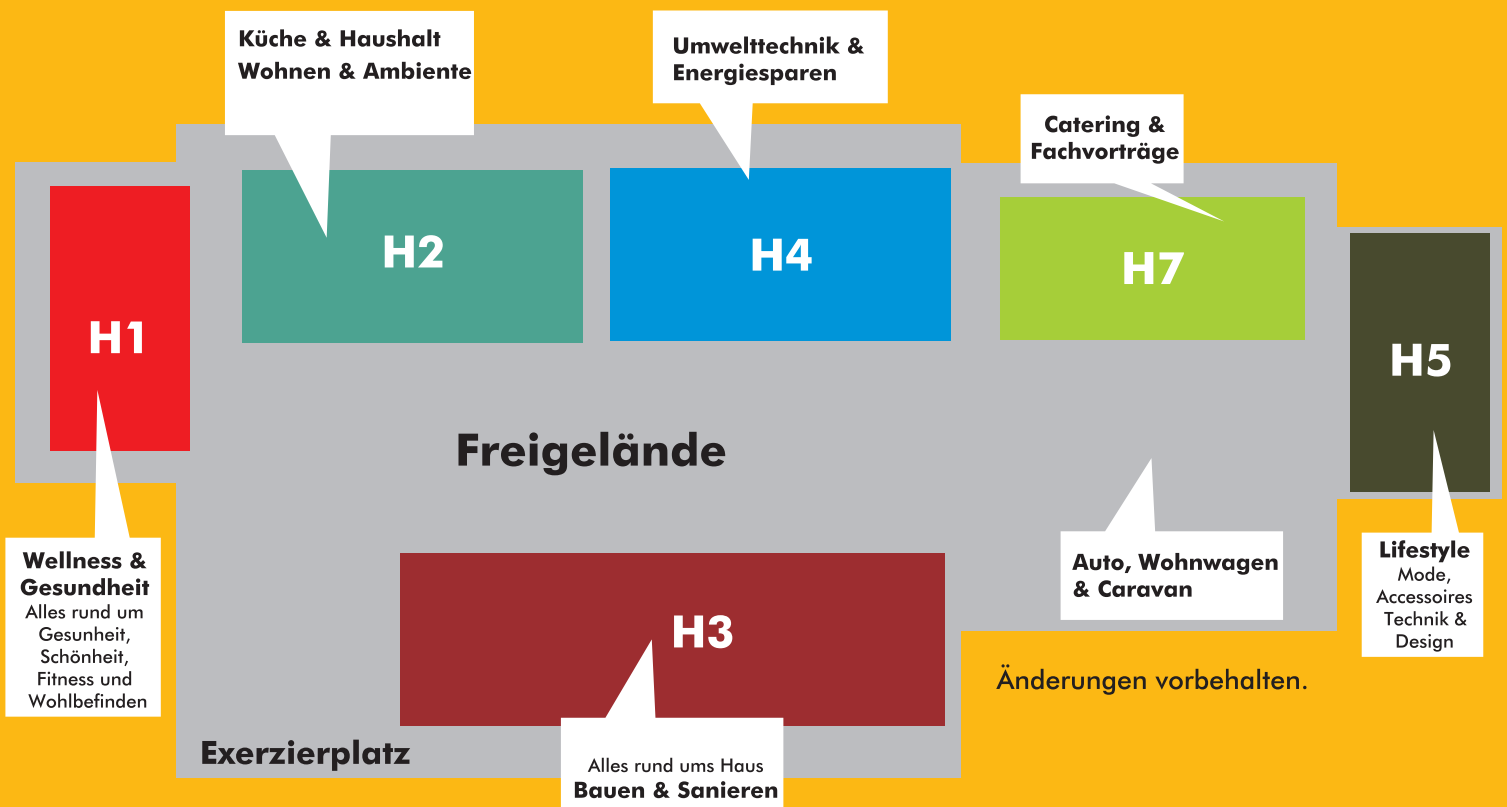 Küche & Haushalt
Wohnen & Ambiente
Umwelttechnik &
Energiesparen
Catering &
Fachvorträge
H1
H2
H4
H7
H5
Freigelände
Wellness &
Gesundheit
Alles rund um
Gesunheit,
Schönheit,
Fitness und
Wohlbefinden
H3
Auto, Wohnwagen
& Caravan
Lifestyle
Mode,
Accessoires
Technik &
Design
Änderungen vorbehalten.
Exerzierplatz
Alles rund ums Haus
Bauen & Sanieren